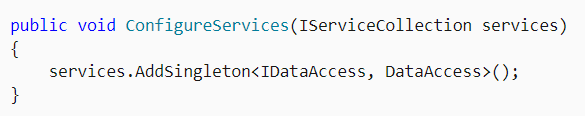 public void ConfigureServices(IServiceCollection services)
{
    services.AddSingleton<IDataAccess, DataAccess>();
}